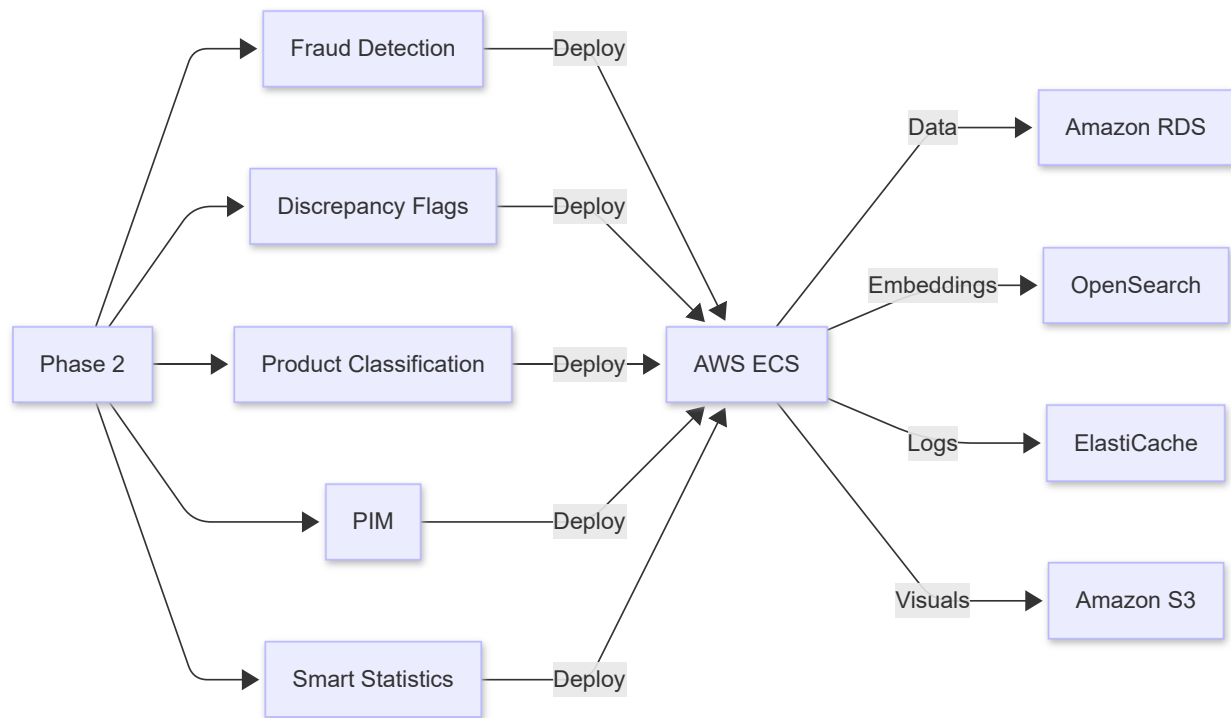 Fraud Detection
Deploy
Data
Amazon RDS
Discrepancy Flags
Deploy
Embeddings
OpenSearch
Phase 2
Product Classification
Deploy
AWS ECS
Logs
ElastiCache
PIM
Deploy
Visuals
Amazon S3
Smart Statistics
Deploy